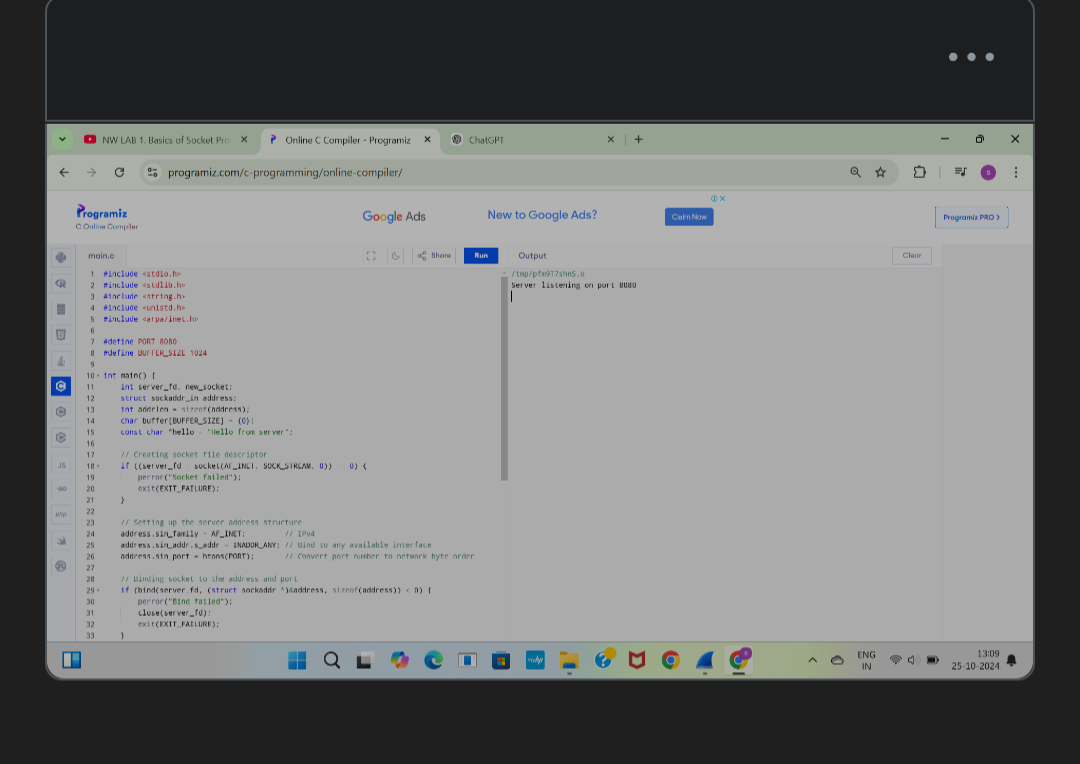 NW LAB 1. Basics of Socket Pro
Online C Compiler - Programiz
ChatGPT
programiz.com/c-programming/online-compiler/
Programiz
C Online Compiler
Google Ads
New to Google Ads?
Claim Now
Programiz PRO >
main.c
Share
Run
Output
Clear
1 #include <stdio.h>
2 #include <stdlib.h>
3 #include <string.h>
4 #include <unistd.h>
5 #include <arpa/inet.h>
6
7 #define PORT 8080
8 #define BUFFER_SIZE 1024
9
10 int main() {
11 int server_fd, new_socket;
12 struct sockaddr_in address;
13 int addrlen = sizeof(address);
14 char buffer[BUFFER_SIZE] = {0};
15 const char *hello = "Hello from server";
16
17 // Creating socket file descriptor
18 if ((server_fd socket(AF_INET, SOCK_STREAM, 0)) 0) {
19 perror("Socket failed");
20 exit(EXIT_FAILURE);
21 }
22
23 // Setting up the server address structure
24 address.sin_family = AF_INET; // IPv4
25 address.sin_addr.s_addr = INADDR_ANY; // Bind to any available interface
26 address.sin_port = htons(PORT); // Convert port number to network byte order
27
28 // Binding socket to the address and port
29 if (bind(server_fd, (struct sockaddr *)&address, sizeof(address)) < 0) {
30 perror("Bind failed");
31 close(server_fd);
32 exit(EXIT_FAILURE);
33 }
/tmp/pfm9T7shnS.o
Server listening on port 8080
JS
GO
php
ENG
IN
13:09
25-10-2024